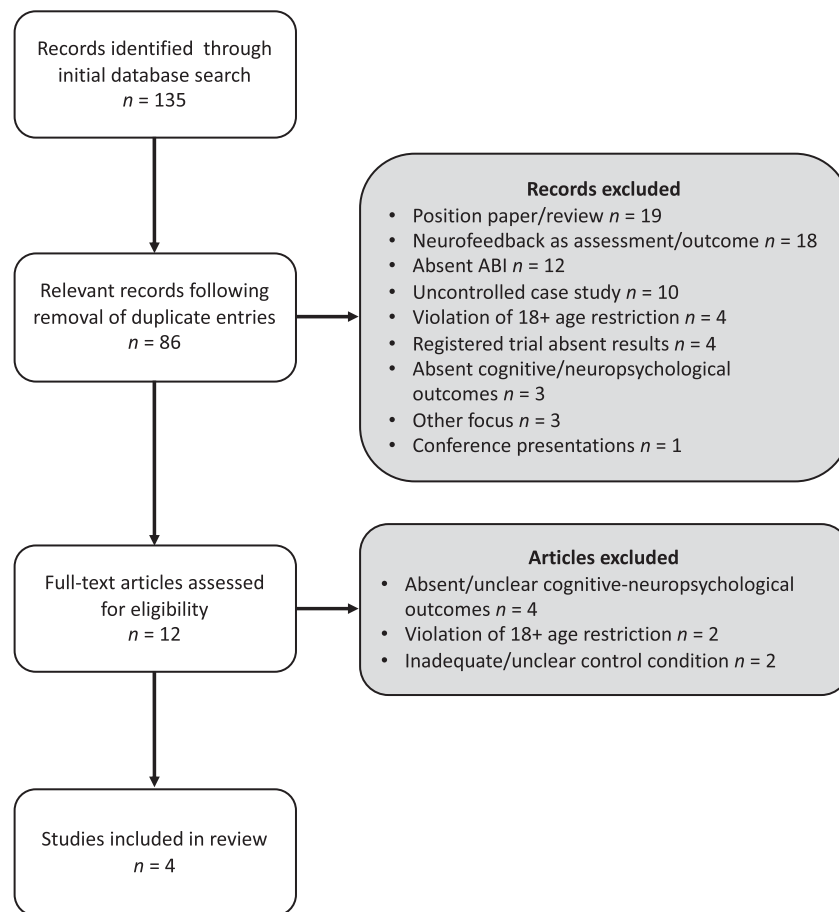 Records identified through
initial database search
n = 135
Records excluded
• Position paper/review n = 19
• Neurofeedback as assessment/outcome n = 18
• Absent ABI n = 12
• Uncontrolled case study n = 10
• Violation of 18+ age restriction n = 4
• Registered trial absent results n = 4
• Absent cognitive/neuropsychological
outcomes n = 3
• Other focus n = 3
• Conference presentations n = 1
Relevant records following
removal of duplicate entries
n = 86
Full-text articles assessed
for eligibility
n = 12
Articles excluded
• Absent/unclear cognitive-neuropsychological
outcomes n = 4
• Violation of 18+ age restriction n = 2
• Inadequate/unclear control condition n = 2
Studies included in review
n = 4